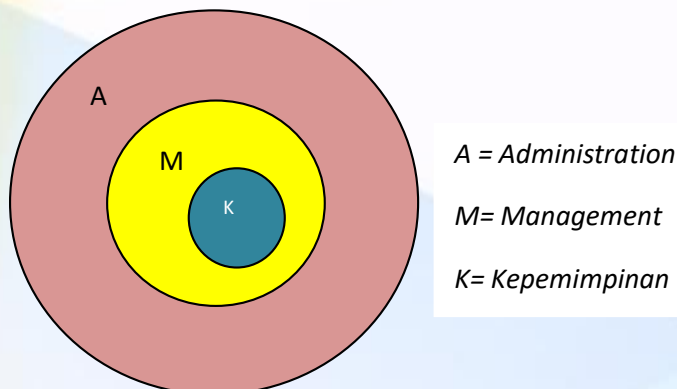 A
M
K
A = Administration
M= Management
K= Kepemimpinan